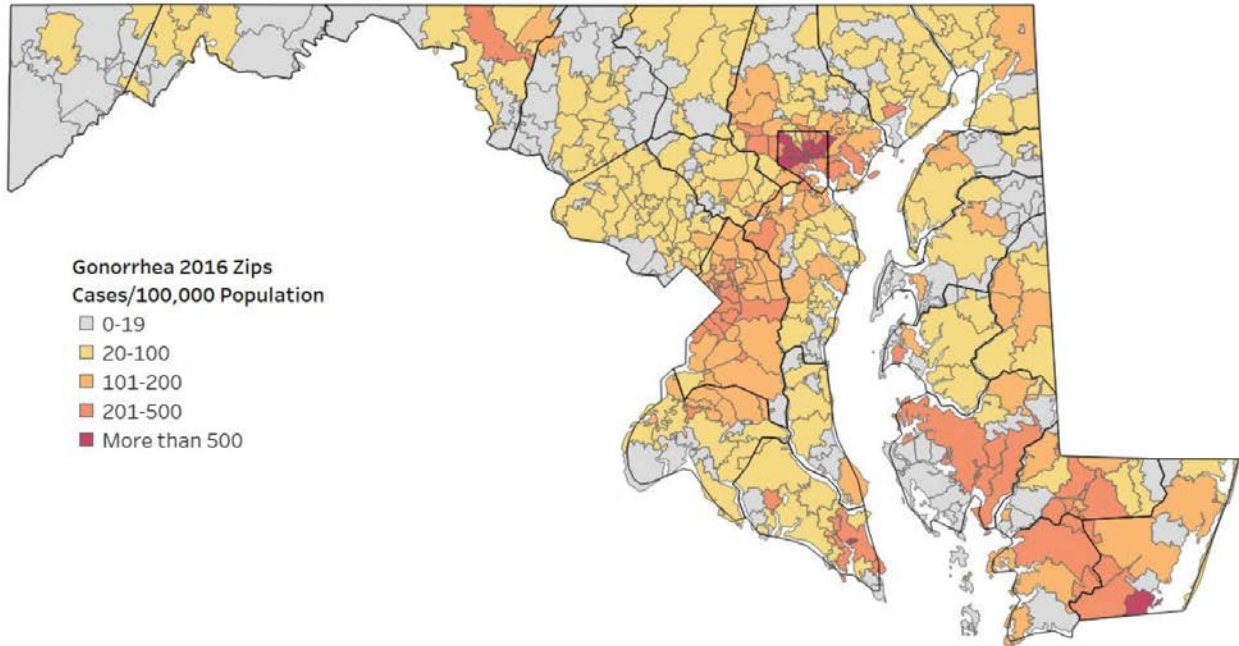 Gonorrhea 2016 Zips
Cases/100,000 Population
0-19
20-100
101-200
201-500
More than 500